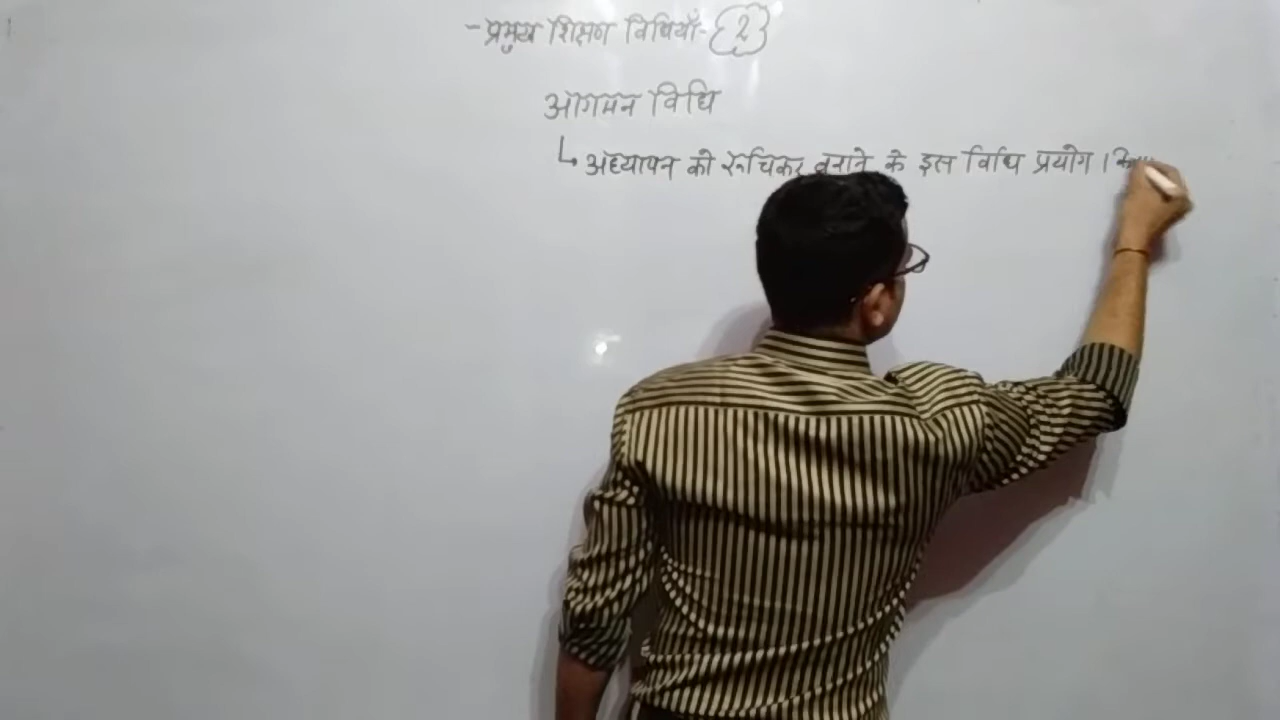 - प्रमुख शिक्षण विधियाँ- {2}
आगमन विधि
↳ अध्यापन को रूचिकर बनाने के इस विधि प्रयोग।